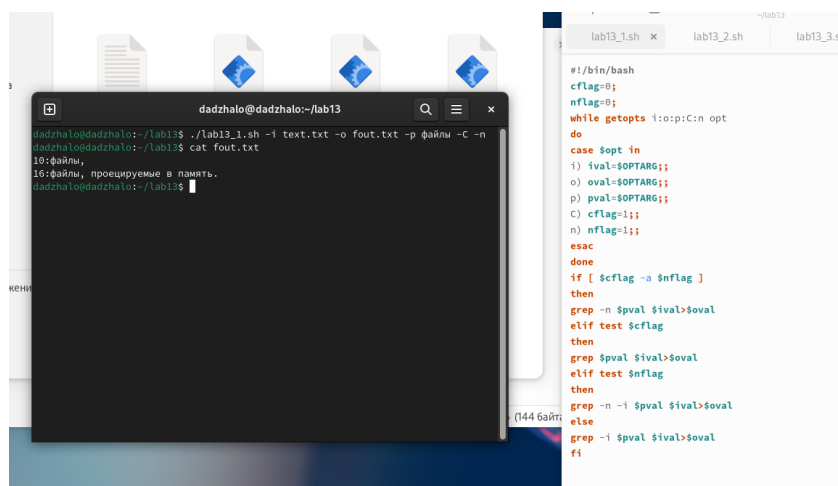 ~/lab13
lab13_1.sh × lab13_2.sh lab13_3.s
dadzhalo@dadzhalo:~/lab13
dadzhalo@dadzhalo:~/lab13$ ./lab13_1.sh -i text.txt -o fout.txt -p файлы -C -n
dadzhalo@dadzhalo:~/lab13$ cat fout.txt
10:файлы,
16:файлы, проецируемые в память.
dadzhalo@dadzhalo:~/lab13$
жени
(144 байта
#!/bin/bash
cflag=0;
nflag=0;
while getopts i:o:p:C:n opt
do
case $opt in
i) ival=$OPTARG;;
o) oval=$OPTARG;;
p) pval=$OPTARG;;
C) cflag=1;;
n) nflag=1;;
esac
done
if [ $cflag -a $nflag ]
then
grep -n $pval $ival>$oval
elif test $cflag
then
grep $pval $ival>$oval
elif test $nflag
then
grep -n -i $pval $ival>$oval
else
grep -i $pval $ival>$oval
fi